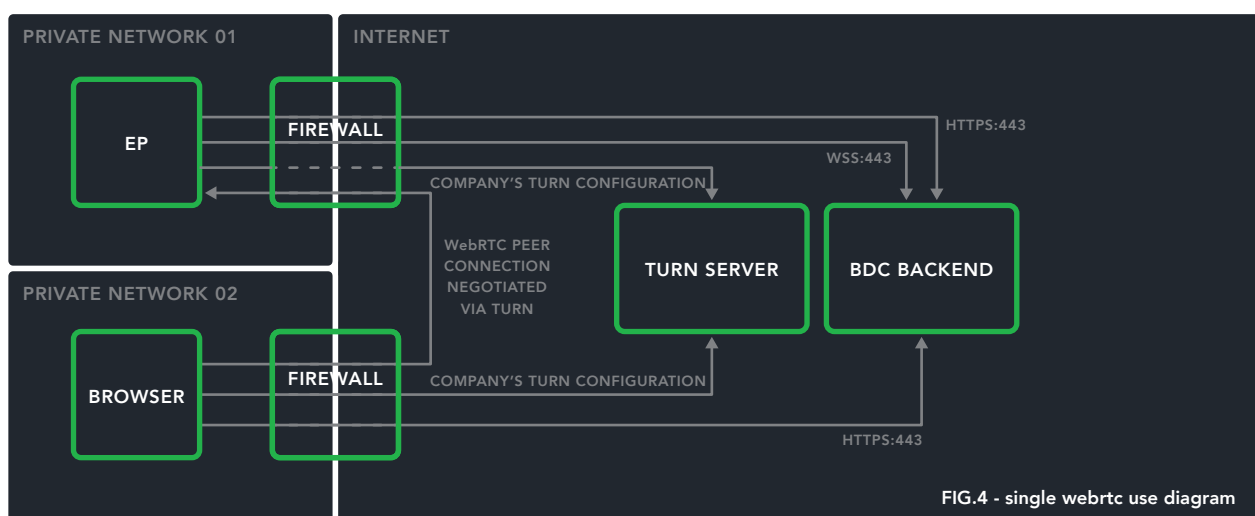 PRIVATE NETWORK 01
INTERNET
EP
FIREWALL
HTTPS:443
WSS:443
COMPANY'S TURN CONFIGURATION
WebRTC PEER
CONNECTION
NEGOTIATED
VIA TURN
TURN SERVER
BDC BACKEND
PRIVATE NETWORK 02
BROWSER
FIREWALL
COMPANY'S TURN CONFIGURATION
HTTPS:443
FIG.4 - single webrtc use diagram